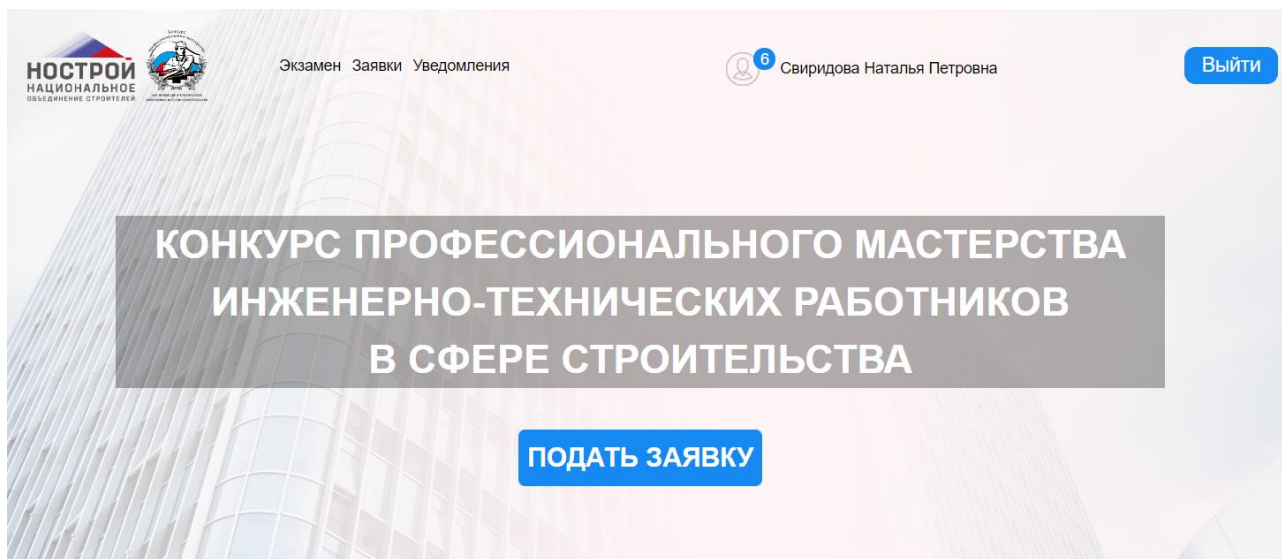 НОСТРОЙ
НАЦИОНАЛЬНОЕ
ОБЪЕДИНЕНИЕ СТРОИТЕЛЕЙ
Экзамен Заявки Уведомления
6
Свиридова Наталья Петровна
Выйти
КОНКУРС ПРОФЕССИОНАЛЬНОГО МАСТЕРСТВА
ИНЖЕНЕРНО-ТЕХНИЧЕСКИХ РАБОТНИКОВ
В СФЕРЕ СТРОИТЕЛЬСТВА
ПОДАТЬ ЗАЯВКУ